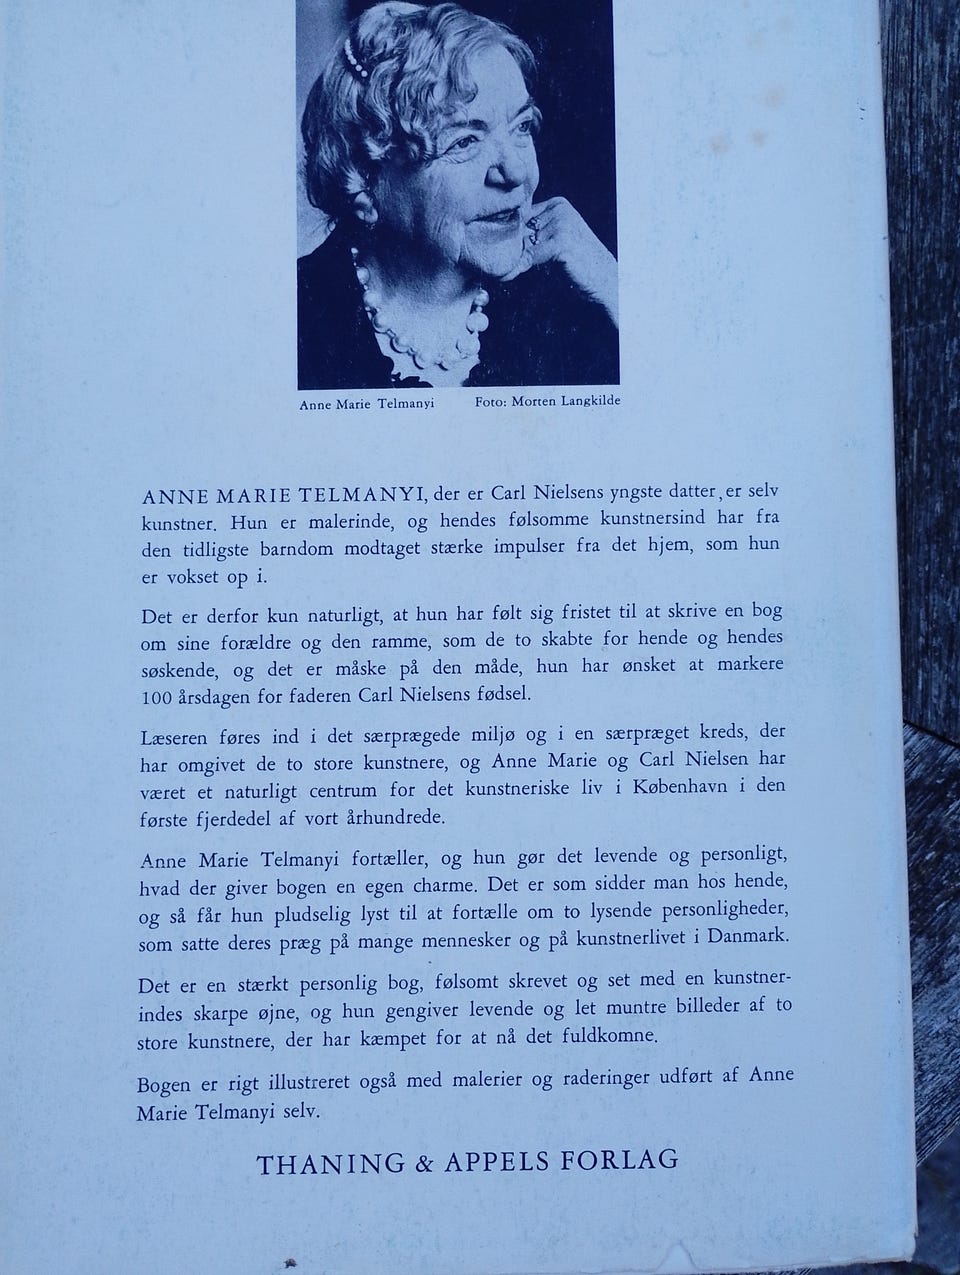 Anne Marie Telmanyi Foto: Morten Langkilde
ANNE MARIE TELMANYI, der er Carl Nielsens yngste datter, er selv
kunstner. Hun er malerinde, og hendes følsomme kunstnersind har fra
den tidligste barndom modtaget stærke impulser fra det hjem, som hun
er vokset op i.
Det er derfor kun naturligt, at hun har følt sig fristet til at skrive en bog
om sine forældre og den ramme, som de to skabte for hende og hendes
søskende, og det er måske på den måde, hun har ønsket at markere
100 årsdagen for faderen Carl Nielsens fødsel.
Læseren føres ind i det særprægede miljø og i en særpræget kreds, der
har omgivet de to store kunstnere, og Anne Marie og Carl Nielsen har
været et naturligt centrum for det kunstneriske liv i København i den
første fjerdedel af vort århundrede.
Anne Marie Telmanyi fortæller, og hun gør det levende og personligt,
hvad der giver bogen en egen charme. Det er som sidder man hos hende,
og så får hun pludselig lyst til at fortælle om to lysende personligheder,
som satte deres præg på mange mennesker og på kunstnerlivet i Danmark.
Det er en stærkt personlig bog, følsomt skrevet og set med en kunstner-
indes skarpe øjne, og hun gengiver levende og let muntre billeder af to
store kunstnere, der har kæmpet for at nå det fuldkomne.
Bogen er rigt illustreret også med malerier og raderinger udført af Anne
Marie Telmanyi selv.
THANING & APPELS FORLAG